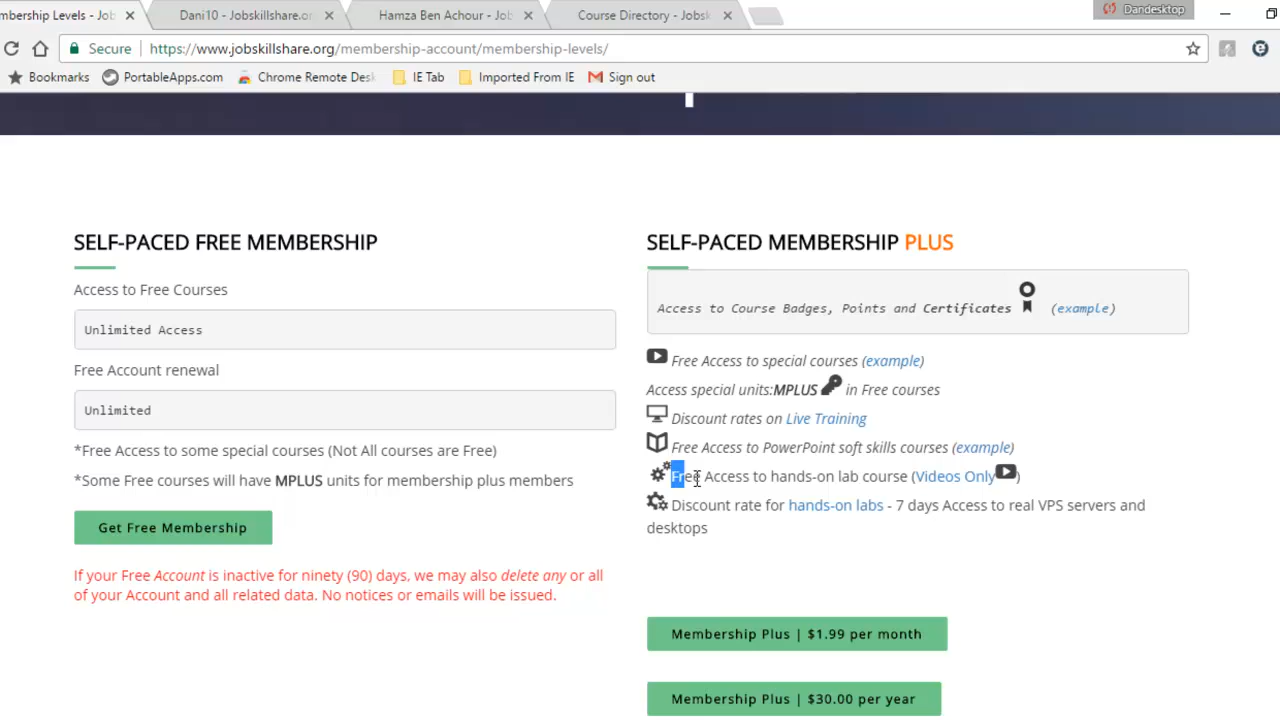 mbership Levels - Job
Dani10 - Jobskillshare.or
Hamza Ben Achour - Job
Course Directory - Jobsk
Dandesktop
Secure
https://www.jobskillshare.org/membership-account/membership-levels/
Bookmarks
PortableApps.com
Chrome Remote Desk
IE Tab
Imported From IE
Sign out
SELF-PACED FREE MEMBERSHIP
Access to Free Courses
Unlimited Access
Free Account renewal
Unlimited
*Free Access to some special courses (Not All courses are Free)
*Some Free courses will have MPLUS units for membership plus members
Get Free Membership
If your Free Account is inactive for ninety (90) days, we may also delete any or all
of your Account and all related data. No notices or emails will be issued.
SELF-PACED MEMBERSHIP PLUS
Access to Course Badges, Points and Certificates (example)
Free Access to special courses (example)
Access special units:MPLUS in Free courses
Discount rates on Live Training
Free Access to PowerPoint soft skills courses (example)
Free Access to hands-on lab course (Videos Only)
Discount rate for hands-on labs - 7 days Access to real VPS servers and
desktops
Membership Plus | $1.99 per month
Membership Plus | $30.00 per year